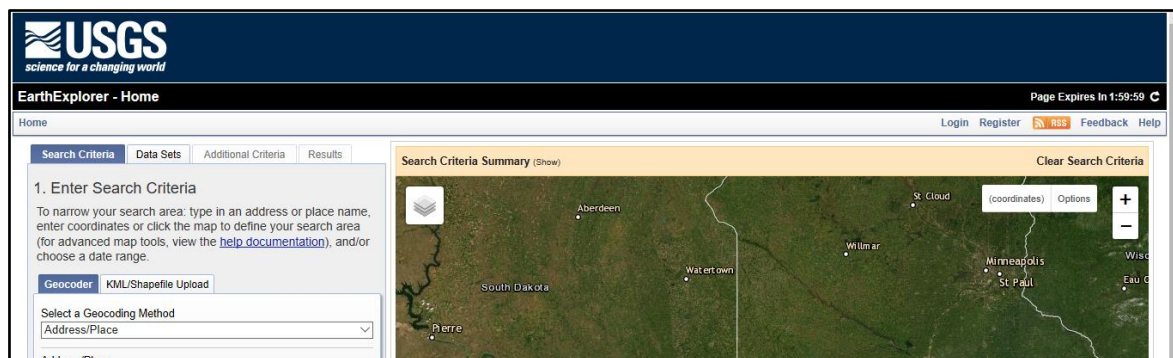 USGS
science for a changing world
EarthExplorer - Home
Page Expires In 1:59:59
Home
Login Register RSS Feedback Help
Search Criteria Data Sets Additional Criteria Results
1. Enter Search Criteria
To narrow your search area: type in an address or place name,
enter coordinates or click the map to define your search area
(for advanced map tools, view the help documentation), and/or
choose a date range.
Geocoder KML/Shapefile Upload
Select a Geocoding Method
Address/Place
Search Criteria Summary (Show)
Clear Search Criteria
(coordinates) Options
+
−
Aberdeen
St Cloud
Willmar
Minneapolis
St Paul
Watertown
South Dakota
Pierre
Wisc
Eau C